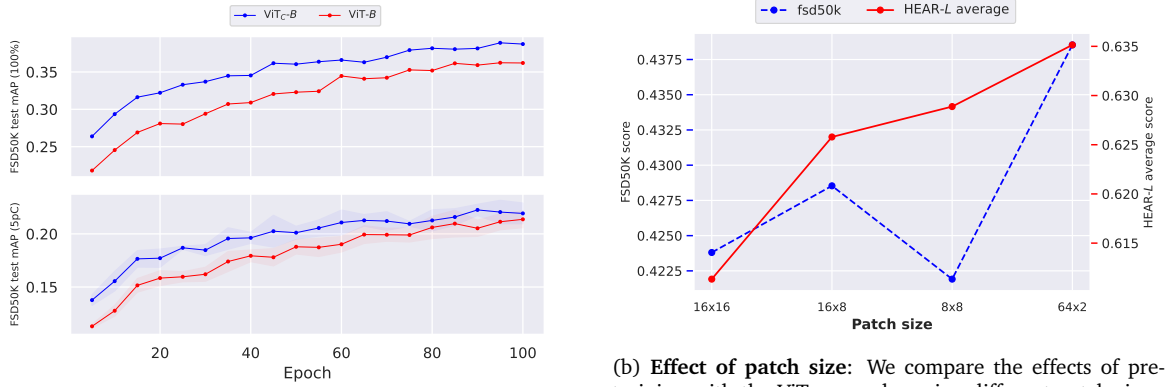 ViT_C-B
ViT-B
FSD50K test mAP (100%)
0.35
0.30
0.25
FSD50K test mAP (5pC)
0.20
0.15
20
40
60
80
100
Epoch
fsd50k
HEAR-L average
FSD50K score
0.4375
0.4350
0.4325
0.4300
0.4275
0.4250
0.4225
0.635
0.630
0.625
0.620
0.615
HEAR-L average score
16x16
16x8
8x8
64x2
Patch size
(b) Effect of patch size: We compare the effects of pre-